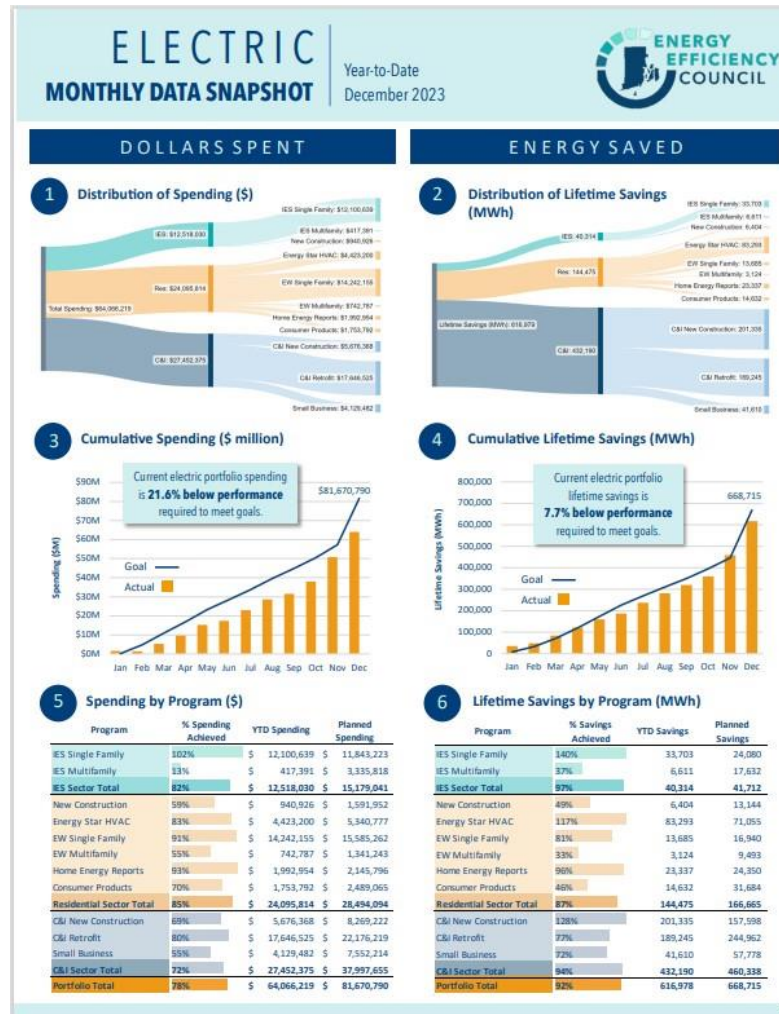 ELECTRIC
MONTHLY DATA SNAPSHOT
Year-to-Date
December 2023
ENERGY
EFFICIENCY
COUNCIL
DOLLARS SPENT
1 Distribution of Spending ($)
IES Single Family: $12,100,639
IES Multifamily: $417,391
New Construction: $940,926
Energy Star HVAC: $4,423,200
EW Single Family: $14,242,155
EW Multifamily: $742,787
Home Energy Reports: $1,992,954
Consumer Products: $1,753,792
C&I New Construction: $5,676,368
C&I Retrofit: $17,646,525
Small Business: $4,129,482
IES: $12,518,030
Res: $24,095,814
C&I: $27,452,375
Total Spending: $64,066,219
ENERGY SAVED
2 Distribution of Lifetime Savings
(MWh)
IES Single Family: 33,703
IES Multifamily: 6,611
New Construction: 6,404
Energy Star HVAC: 83,293
EW Single Family: 13,685
EW Multifamily: 3,124
Home Energy Reports: 23,337
Consumer Products: 14,632
C&I New Construction: 201,335
C&I Retrofit: 189,245
Small Business: 41,610
IES: 40,314
Res: 144,475
C&I: 432,190
Lifetime Savings (MWh): 616,979
3 Cumulative Spending ($ million)
Current electric portfolio spending
is 21.6% below performance
required to meet goals.
$81,670,790
Spending ($M)
$90M
$80M
$70M
$60M
$50M
$40M
$30M
$20M
$10M
$0M
Goal
Actual
Jan Feb Mar Apr May Jun Jul Aug Sep Oct Nov Dec
4 Cumulative Lifetime Savings (MWh)
Current electric portfolio
lifetime savings is
7.7% below performance
required to meet goals.
668,715
Lifetime Savings (MWh)
800,000
700,000
600,000
500,000
400,000
300,000
200,000
100,000
0
Goal
Actual
Jan Feb Mar Apr May Jun Jul Aug Sep Oct Nov Dec
5 Spending by Program ($)
Program % Spending Achieved YTD Spending Planned Spending
IES Single Family 102% $ 12,100,639 $ 11,843,223
IES Multifamily 13% $ 417,391 $ 3,335,818
IES Sector Total 82% $ 12,518,030 $ 15,179,041
New Construction 59% $ 940,926 $ 1,591,952
Energy Star HVAC 83% $ 4,423,200 $ 5,340,777
EW Single Family 91% $ 14,242,155 $ 15,585,262
EW Multifamily 55% $ 742,787 $ 1,341,243
Home Energy Reports 93% $ 1,992,954 $ 2,145,796
Consumer Products 70% $ 1,753,792 $ 2,489,065
Residential Sector Total 85% $ 24,095,814 $ 28,494,094
C&I New Construction 69% $ 5,676,368 $ 8,269,222
C&I Retrofit 80% $ 17,646,525 $ 22,176,219
Small Business 55% $ 4,129,482 $ 7,552,214
C&I Sector Total 72% $ 27,452,375 $ 37,997,655
Portfolio Total 78% $ 64,066,219 $ 81,670,790
6 Lifetime Savings by Program (MWh)
Program % Savings Achieved YTD Savings Planned Savings
IES Single Family 140% 33,703 24,080
IES Multifamily 37% 6,611 17,632
IES Sector Total 97% 40,314 41,712
New Construction 49% 6,404 13,144
Energy Star HVAC 117% 83,293 71,055
EW Single Family 81% 13,685 16,940
EW Multifamily 33% 3,124 9,493
Home Energy Reports 96% 23,337 24,350
Consumer Products 46% 14,632 31,684
Residential Sector Total 87% 144,475 166,665
C&I New Construction 128% 201,335 157,598
C&I Retrofit 77% 189,245 244,962
Small Business 72% 41,610 57,778
C&I Sector Total 94% 432,190 460,338
Portfolio Total 92% 616,978 668,715